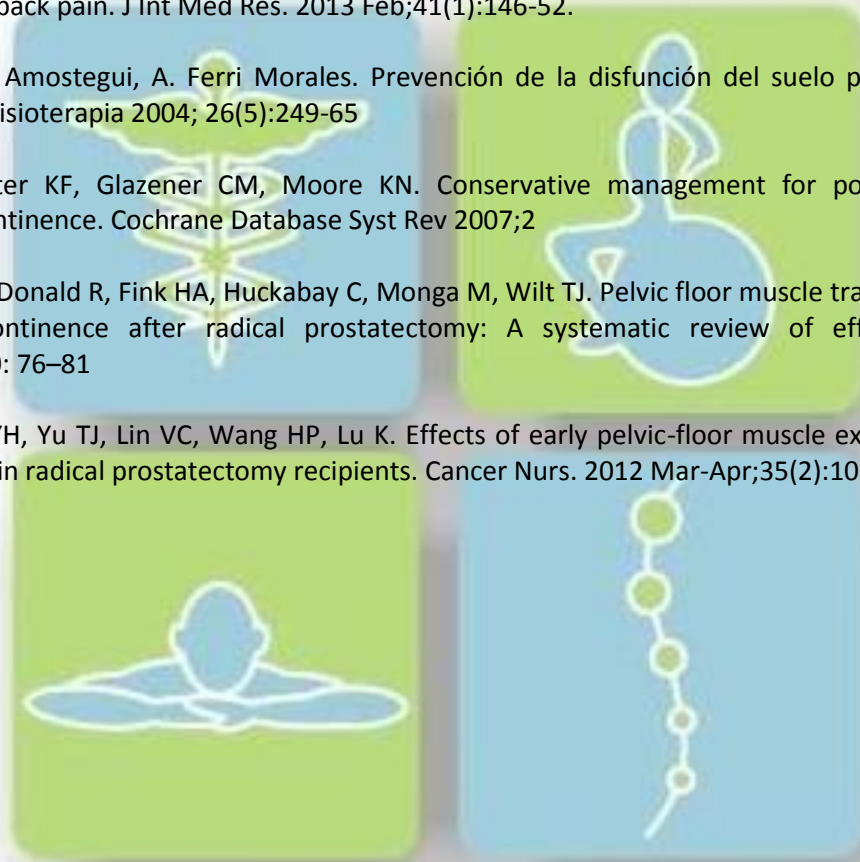 back pain. J Int Med Res. 2013 Feb;41(1):146-52.
Amostegui, A. Ferri Morales. Prevención de la disfunción del suelo p
isioterapia 2004; 26(5):249-65
ter KF, Glazener CM, Moore KN. Conservative management for po
ntinence. Cochrane Database Syst Rev 2007;2
Donald R, Fink HA, Huckabay C, Monga M, Wilt TJ. Pelvic floor muscle tra
ontinence after radical prostatectomy: A systematic review of eff
: 76–81
YH, Yu TJ, Lin VC, Wang HP, Lu K. Effects of early pelvic-floor muscle ex
in radical prostatectomy recipients. Cancer Nurs. 2012 Mar-Apr;35(2):10